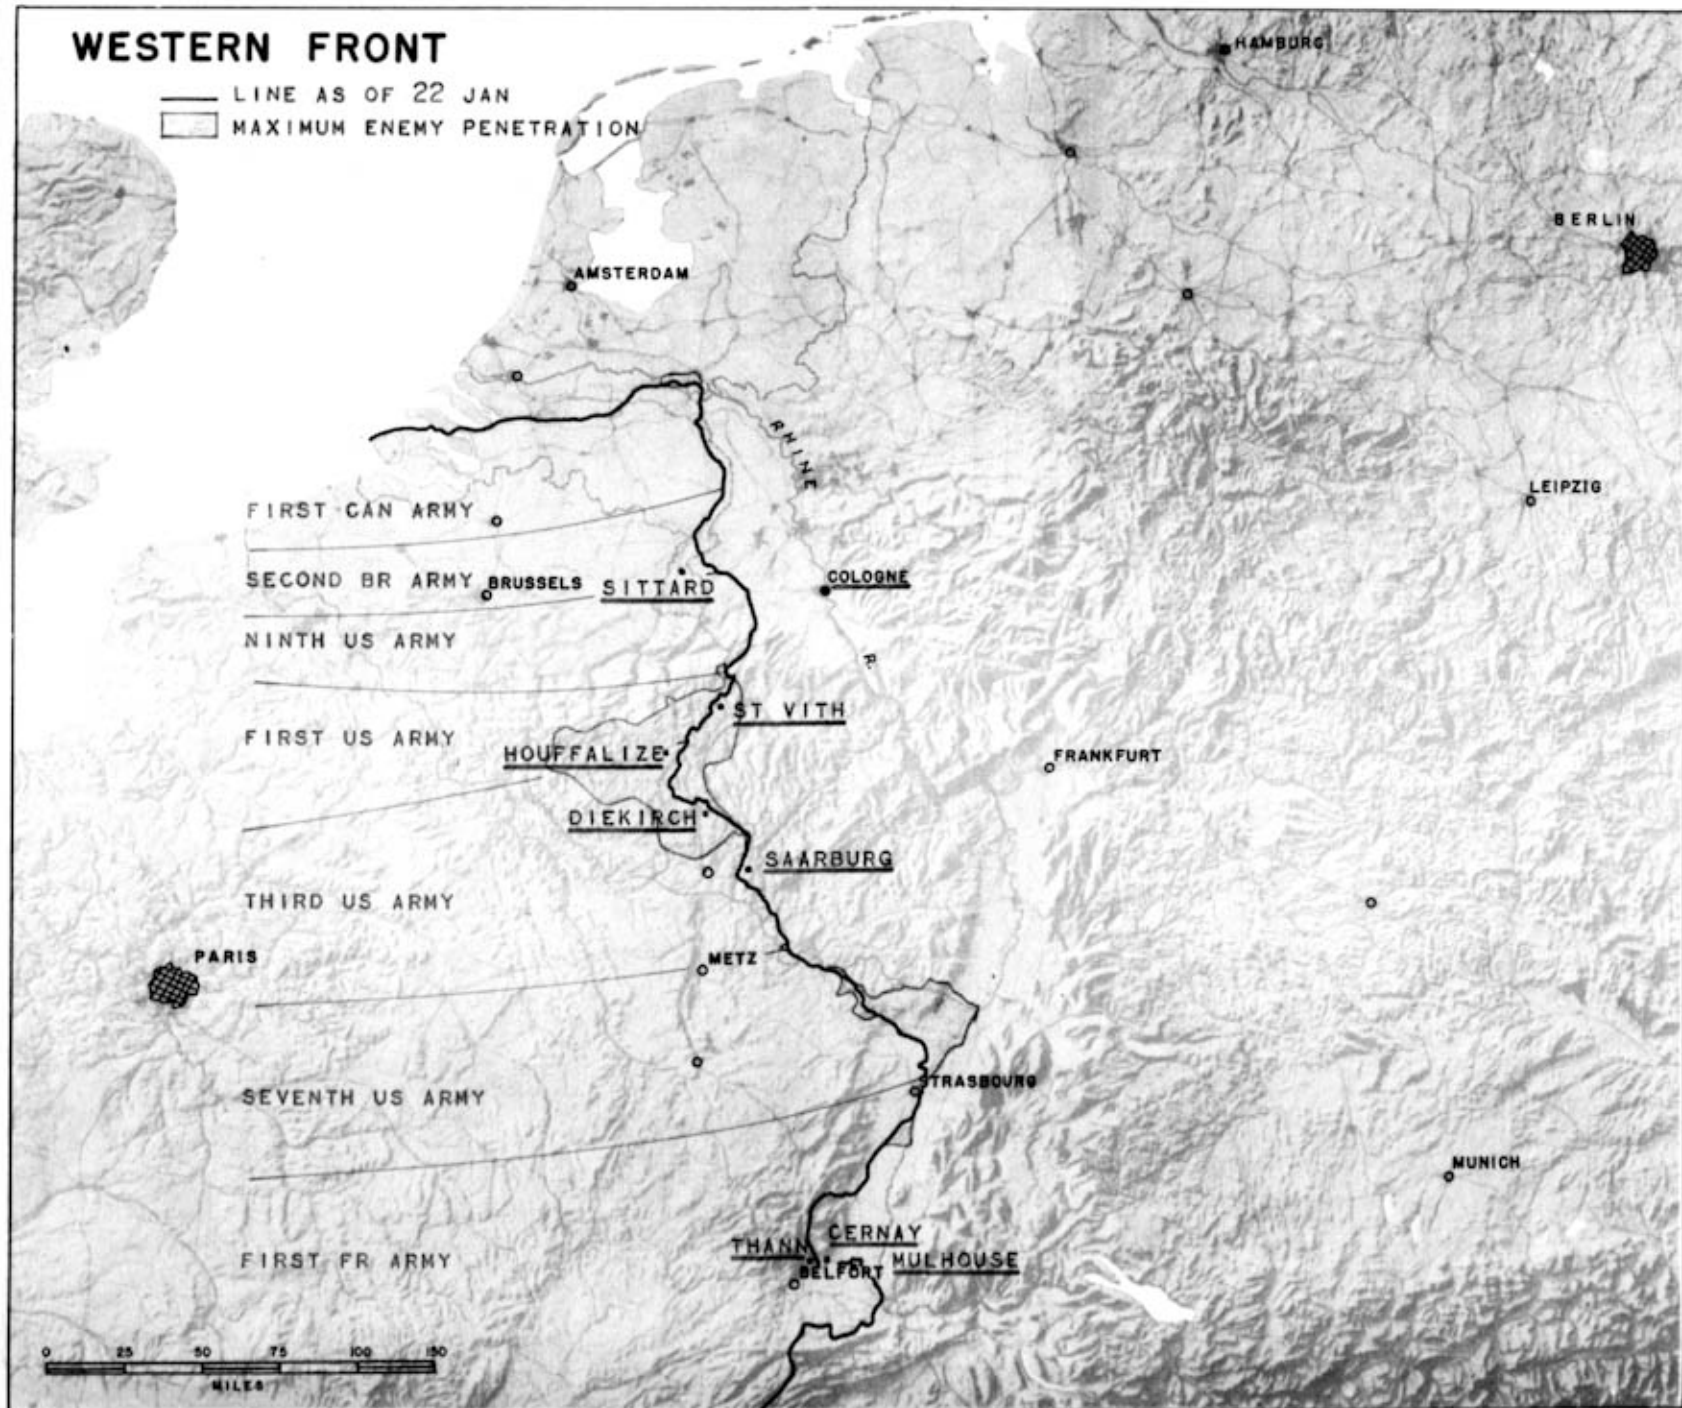 WESTERN FRONT
LINE AS OF 22 JAN
MAXIMUM ENEMY PENETRATION
HAMBURG
BERLIN
AMSTERDAM
RHINE
LEIPZIG
FIRST CAN ARMY
SECOND BR ARMY
BRUSSELS
SITTARD
COLOGNE
NINTH US ARMY
R.
ST VITH
FIRST US ARMY
HOUFFALIZE
FRANKFURT
DIEKIRCH
SAARBURG
THIRD US ARMY
PARIS
METZ
STRASBOURG
SEVENTH US ARMY
MUNICH
CERNAY
THANN
FIRST FR ARMY
BELFORT
MULHOUSE
0 25 50 75 100 150
MILES